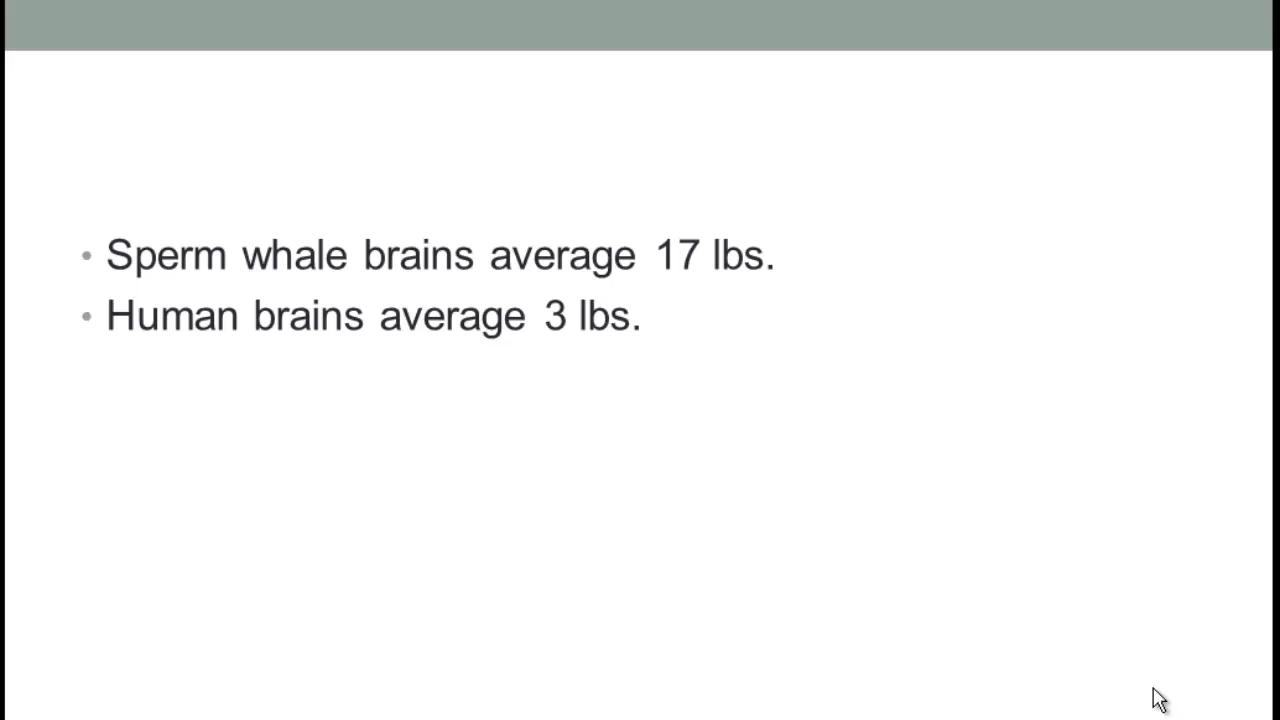 • Sperm whale brains average 17 lbs.
• Human brains average 3 lbs.